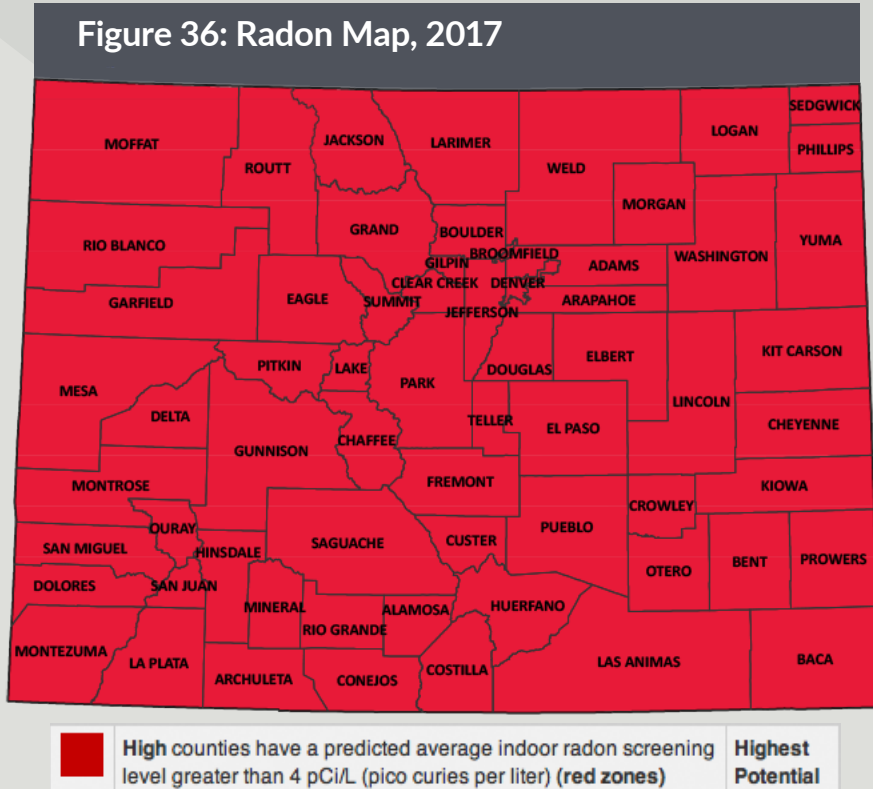 Figure 36: Radon Map, 2017
SEDGWICK
LOGAN
JACKSON
LARIMER
MOFFAT
PHILLIPS
ROUTT
WELD
MORGAN
GRAND
BOULDER
YUMA
RIO BLANCO
BROOMFIELD
WASHINGTON
GILPIN
ADAMS
CLEAR CREEK
DENVER
EAGLE
SUMMIT
ARAPAHOE
GARFIELD
JEFFERSON
KIT CARSON
ELBERT
PITKIN
LAKE
DOUGLAS
PARK
MESA
LINCOLN
DELTA
TELLER
CHEYENNE
EL PASO
CHAFFEE
GUNNISON
FREMONT
MONTROSE
KIOWA
CROWLEY
OURAY
PUEBLO
CUSTER
SAGUACHE
SAN MIGUEL
HINSDALE
PROWERS
BENT
OTERO
DOLORES
SAN JUAN
MINERAL
HUERFANO
ALAMOSA
RIO GRANDE
MONTEZUMA
LA PLATA
LAS ANIMAS
BACA
COSTILLA
ARCHULETA
CONEJOS
High counties have a predicted average indoor radon screening
level greater than 4 pCi/L (pico curies per liter) (red zones)
Highest
Potential